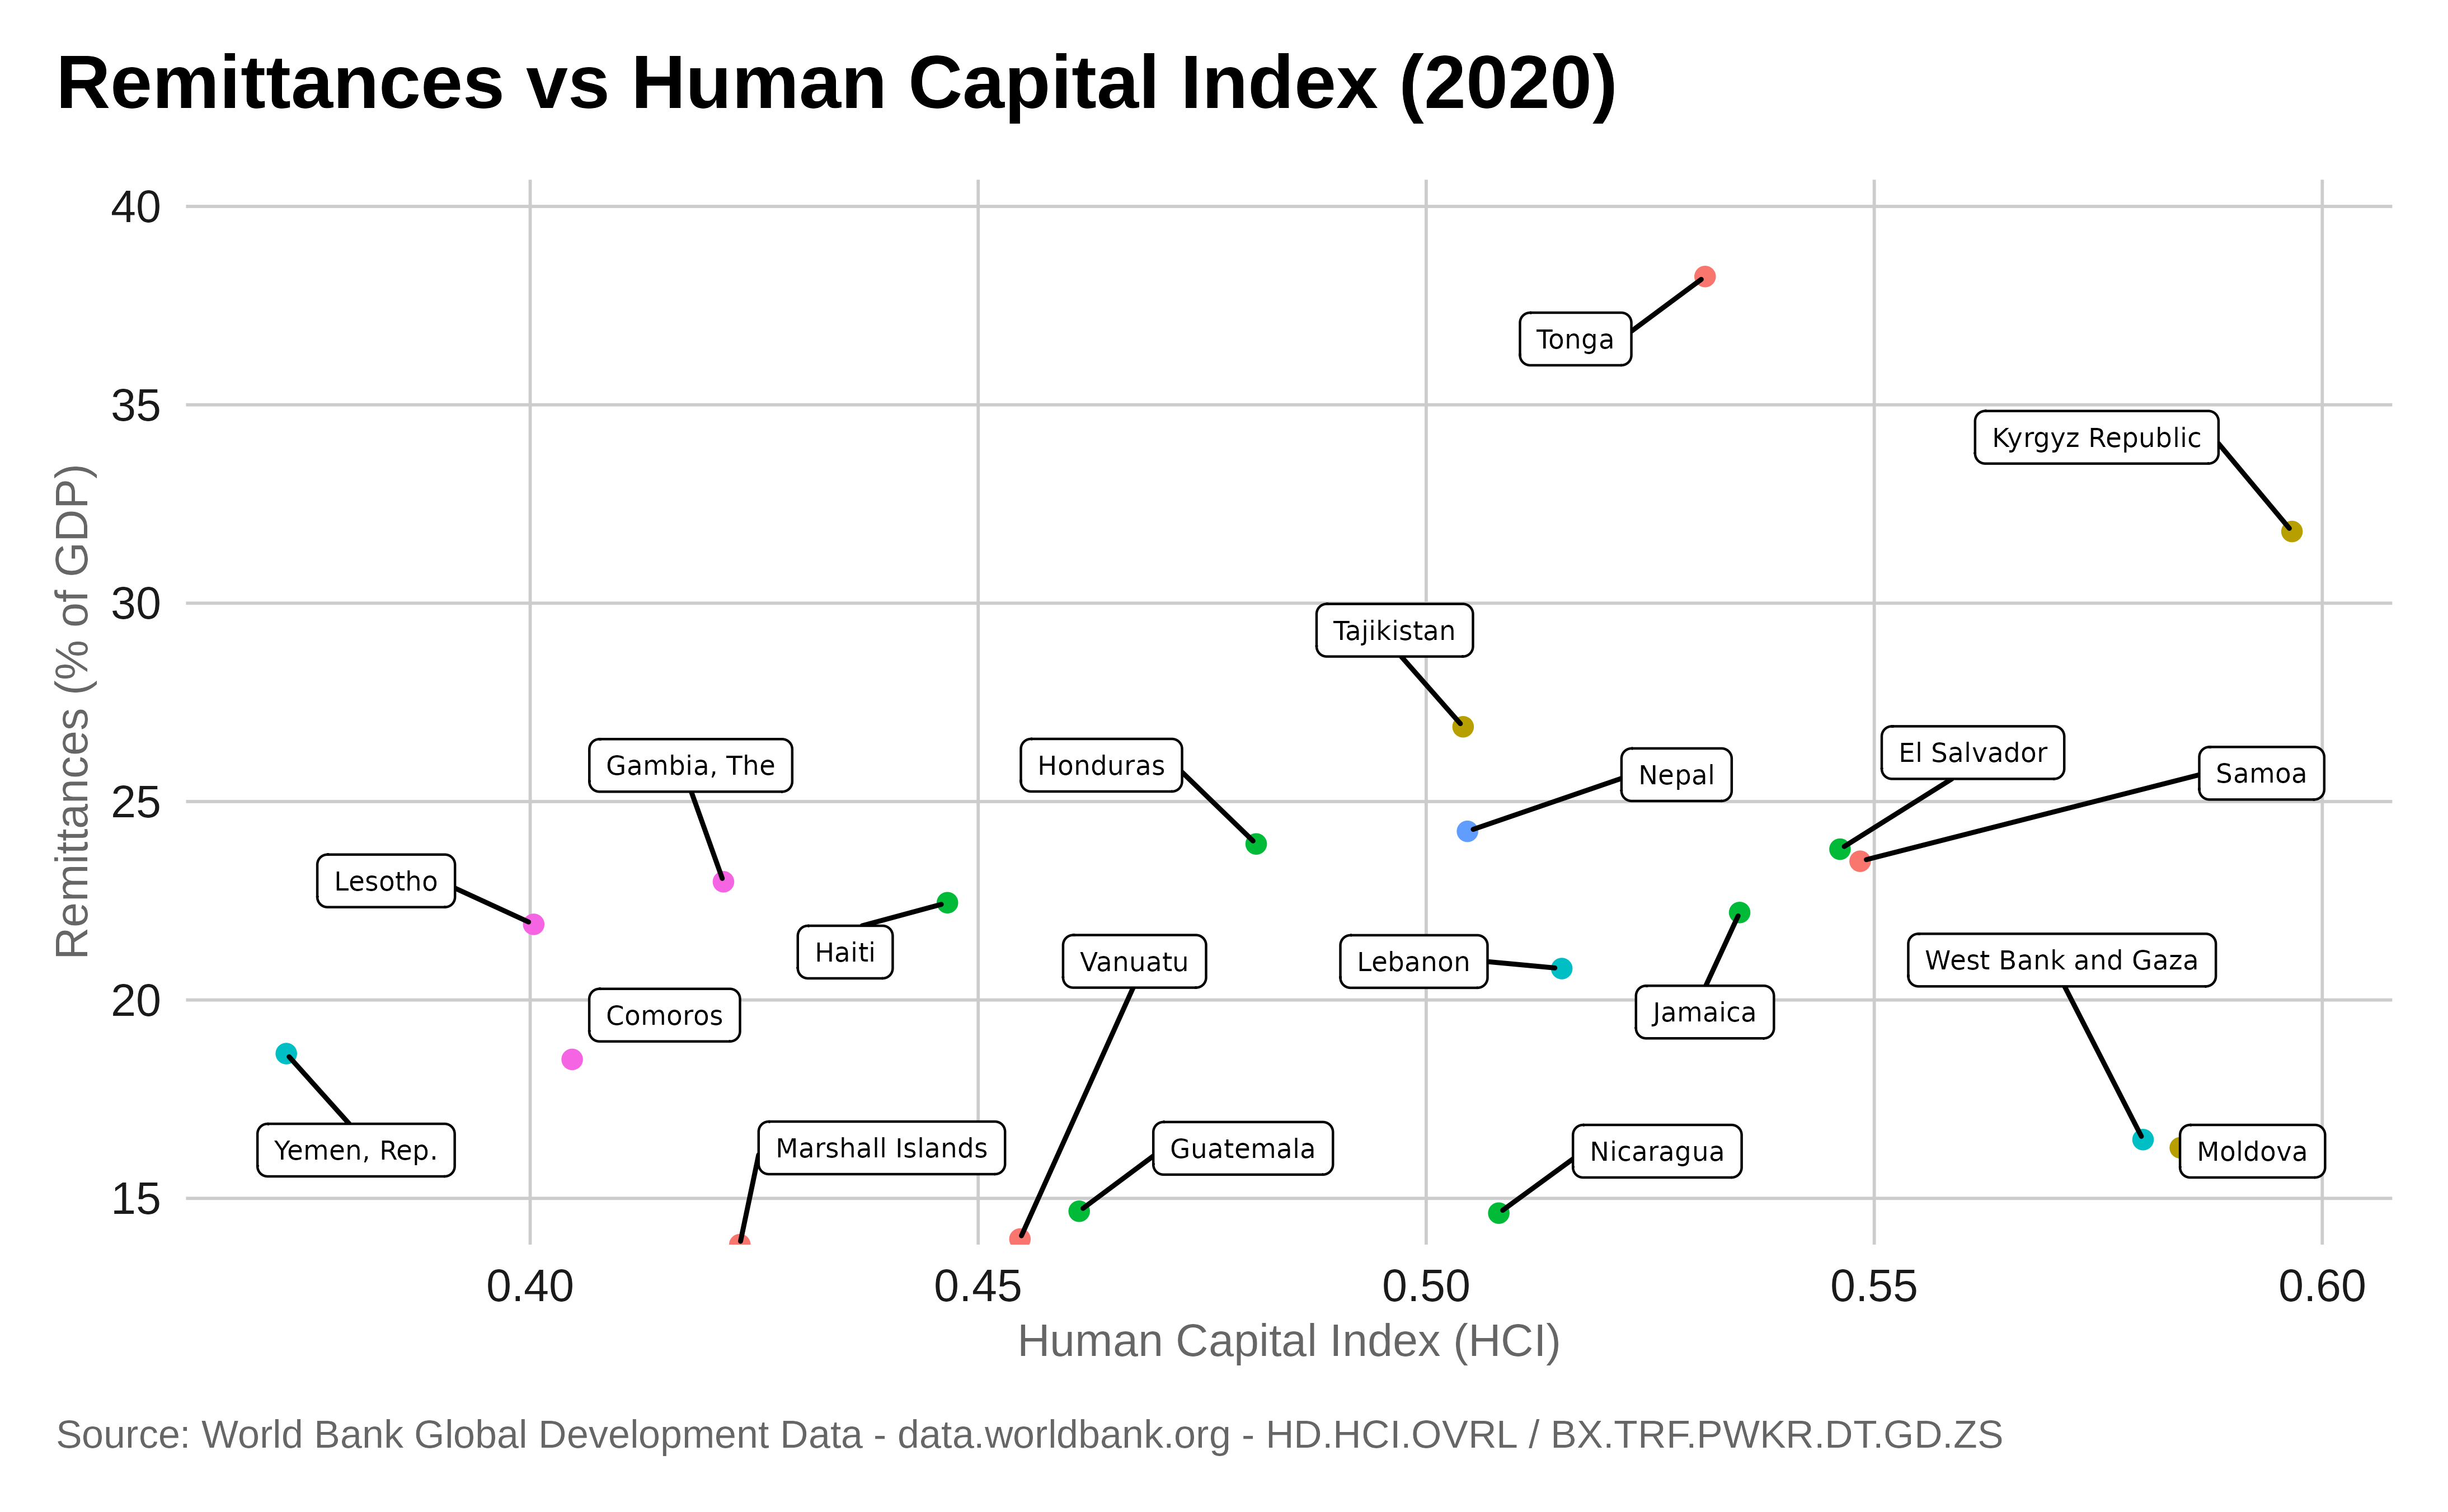 Remittances vs Human Capital Index (2020)
40
Tonga
35
Kyrgyz Republic
30
Tajikistan
Gambia, The
Honduras
Nepal
El Salvador
Samoa
25
Lesotho
Haiti
Vanuatu
Lebanon
Jamaica
West Bank and Gaza
20
Comoros
Yemen, Rep.
Marshall Islands
Guatemala
Nicaragua
Moldova
15
Remittances (% of GDP)
0.40 0.45 0.50 0.55 0.60
Human Capital Index (HCI)
Source: World Bank Global Development Data - data.worldbank.org - HD.HCI.OVRL / BX.TRF.PWKR.DT.GD.ZS